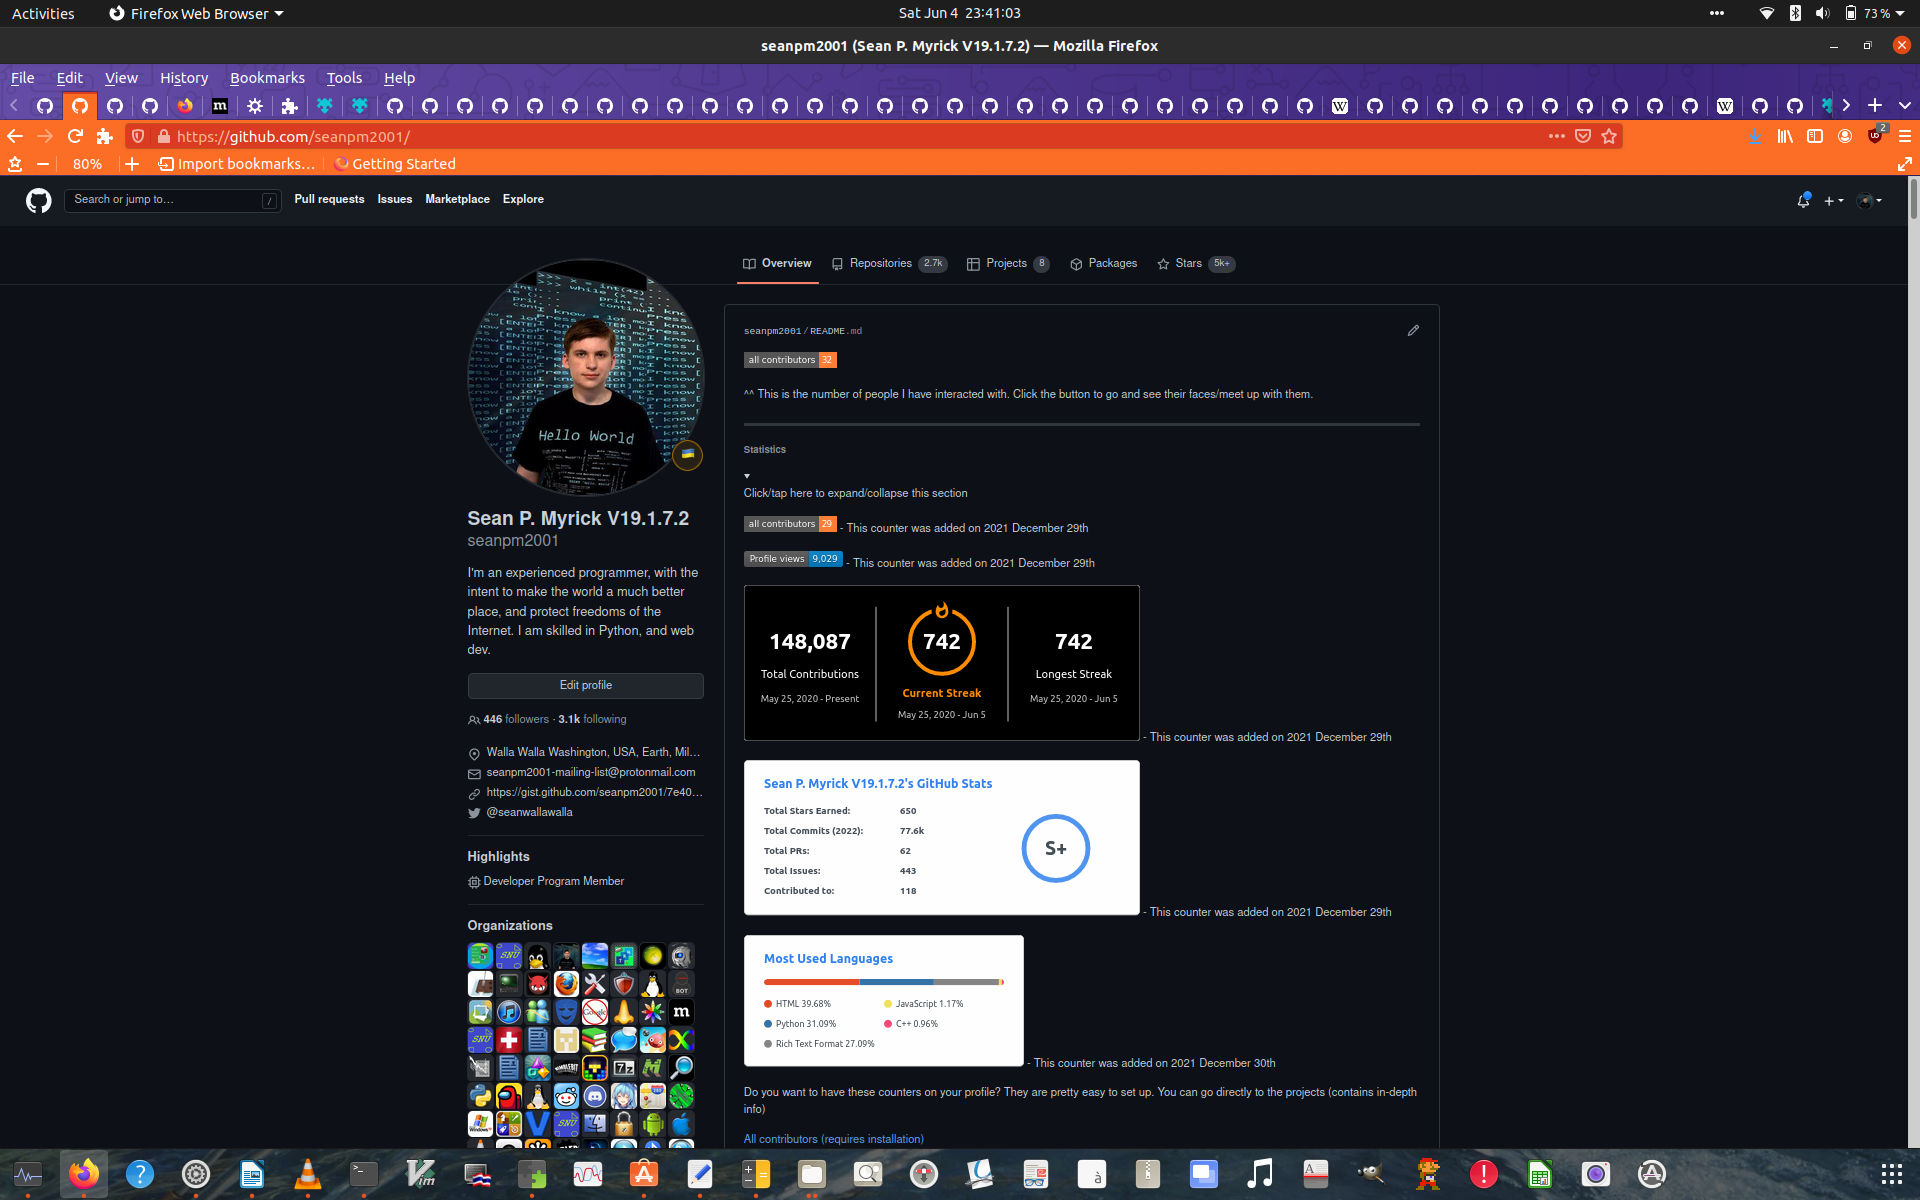 Activities
Firefox Web Browser
Sat Jun 4 23:41:03
73 %
seanpm2001 (Sean P. Myrick V19.1.7.2) — Mozilla Firefox
File Edit View History Bookmarks Tools Help
https://github.com/seanpm2001/
2
80%
Import bookmarks…
Getting Started
Search or jump to…
/
Pull requests
Issues
Marketplace
Explore
Overview
Repositories 2.7k
Projects 8
Packages
Stars 5k+
Hello World
Sean P. Myrick V19.1.7.2
seanpm2001
I'm an experienced programmer, with the
intent to make the world a much better
place, and protect freedoms of the
Internet. I am skilled in Python, and web
dev.
Edit profile
446 followers · 3.1k following
Walla Walla Washington, USA, Earth, Mil…
seanpm2001-mailing-list@protonmail.com
https://gist.github.com/seanpm2001/7e40…
@seanwallawalla
Highlights
Developer Program Member
Organizations
seanpm2001/README.md
all contributors 32
^^ This is the number of people I have interacted with. Click the button to go and see their faces/meet up with them.
Statistics
Click/tap here to expand/collapse this section
all contributors 29 - This counter was added on 2021 December 29th
Profile views 9,029 - This counter was added on 2021 December 29th
148,087
Total Contributions
May 25, 2020 - Present
742
Current Streak
May 25, 2020 - Jun 5
742
Longest Streak
May 25, 2020 - Jun 5
- This counter was added on 2021 December 29th
Sean P. Myrick V19.1.7.2's GitHub Stats
Total Stars Earned: 650
Total Commits (2022): 77.6k
Total PRs: 62
Total Issues: 443
Contributed to: 118
S+
- This counter was added on 2021 December 29th
Most Used Languages
HTML 39.68%
JavaScript 1.17%
Python 31.09%
C++ 0.96%
Rich Text Format 27.09%
- This counter was added on 2021 December 30th
Do you want to have these counters on your profile? They are pretty easy to set up. You can go directly to the projects (contains in-depth
info)
All contributors (requires installation)